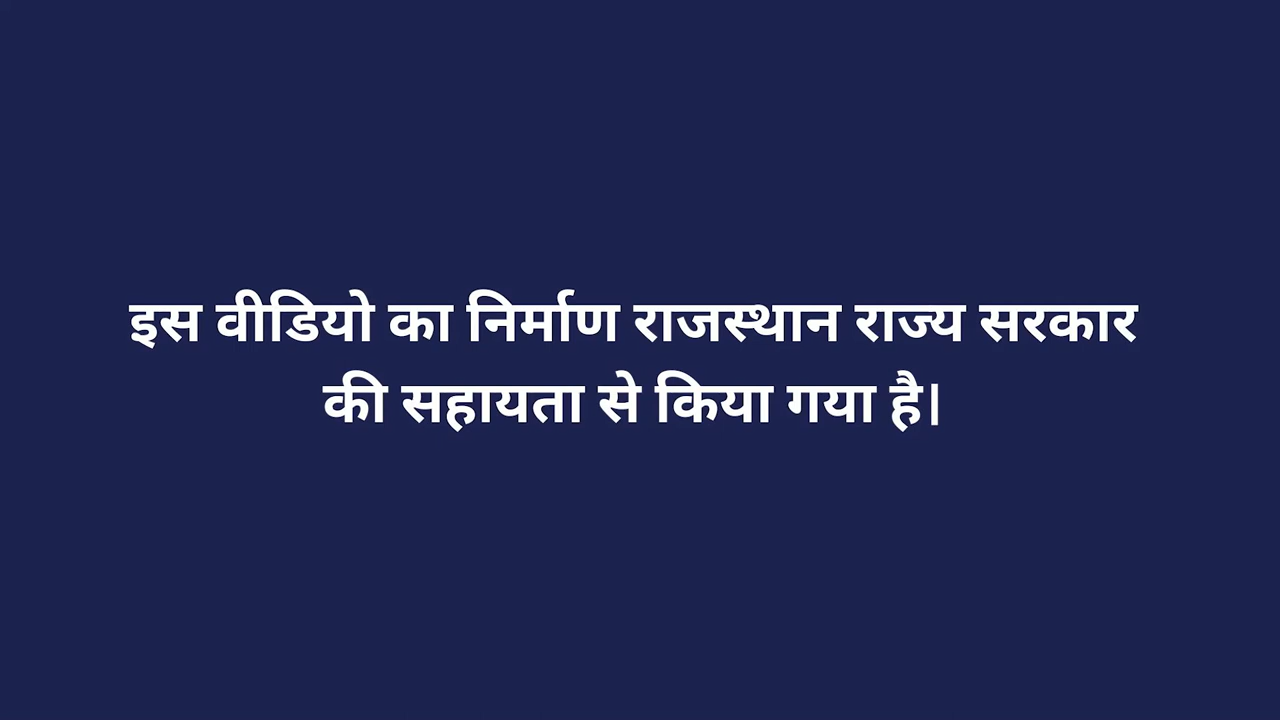 इस वीडियो का निर्माण राजस्थान राज्य सरकार
की सहायता से किया गया है।